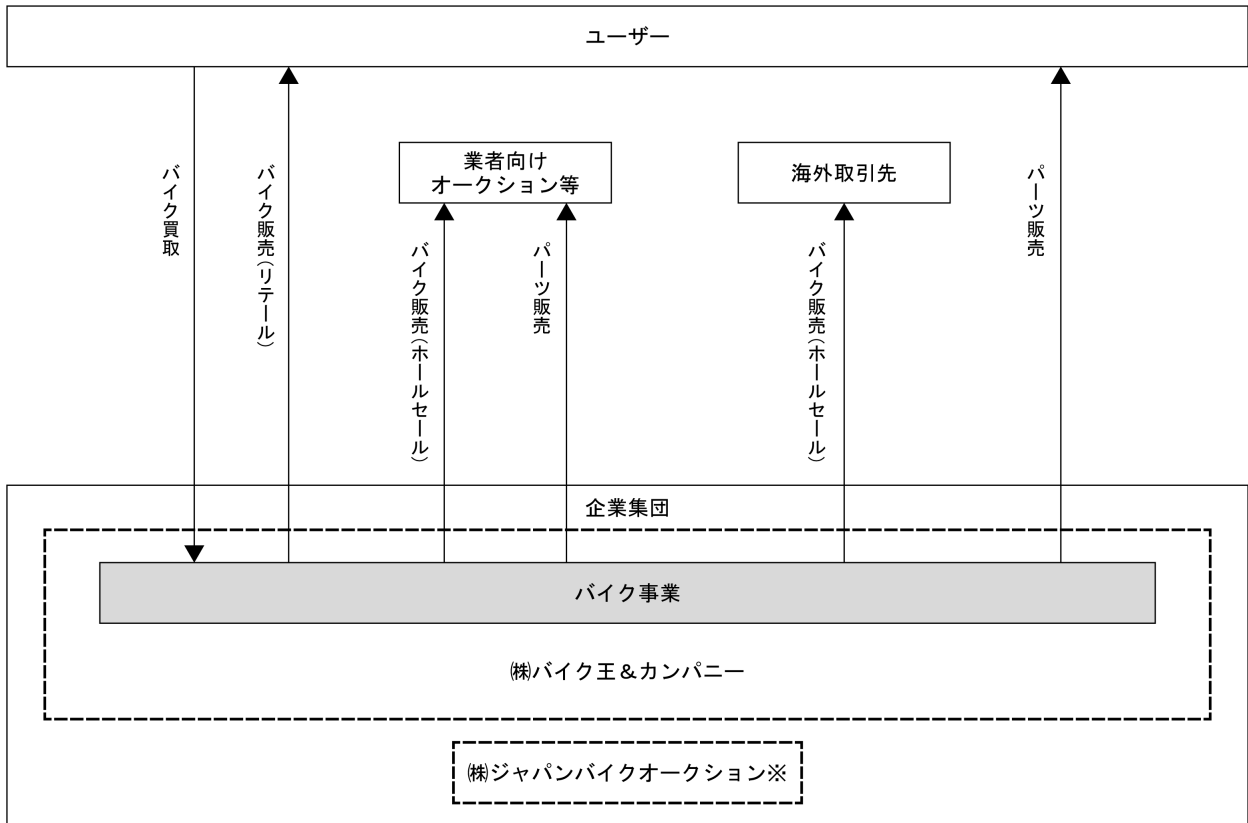 ユーザー
バイク買取
バイク販売(リテール)
業者向け
オークション等
バイク販売(ホールセール)
パーツ販売
海外取引先
バイク販売(ホールセール)
パーツ販売
企業集団
バイク事業
㈱バイク王&カンパニー
㈱ジャパンバイクオークション※